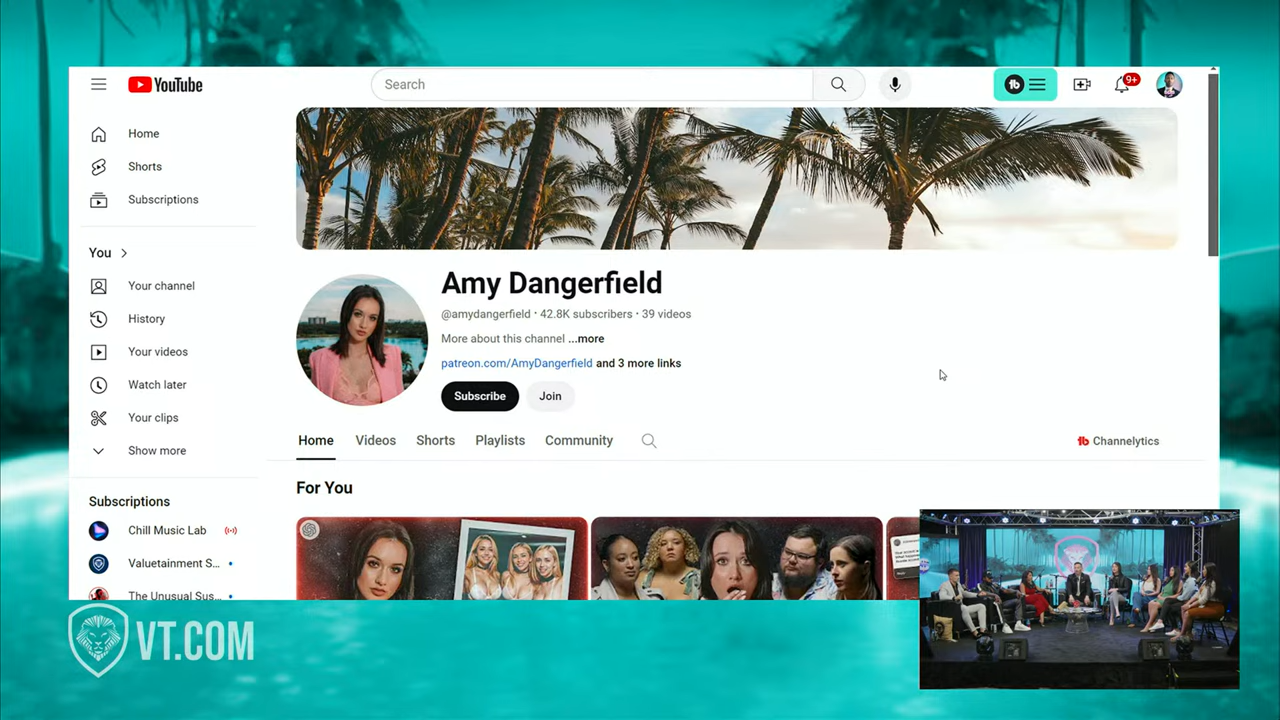 YouTube
Search
9+
Home
Shorts
Subscriptions
You
Your channel
History
Your videos
Watch later
Your clips
Show more
Subscriptions
Chill Music Lab
Valuetainment S...
The Unusual Sus...
Amy Dangerfield
@amydangerfield · 42.8K subscribers · 39 videos
More about this channel ...more
patreon.com/AmyDangerfield and 3 more links
Subscribe Join
Home Videos Shorts Playlists Community
Channelytics
For You
VT.COM